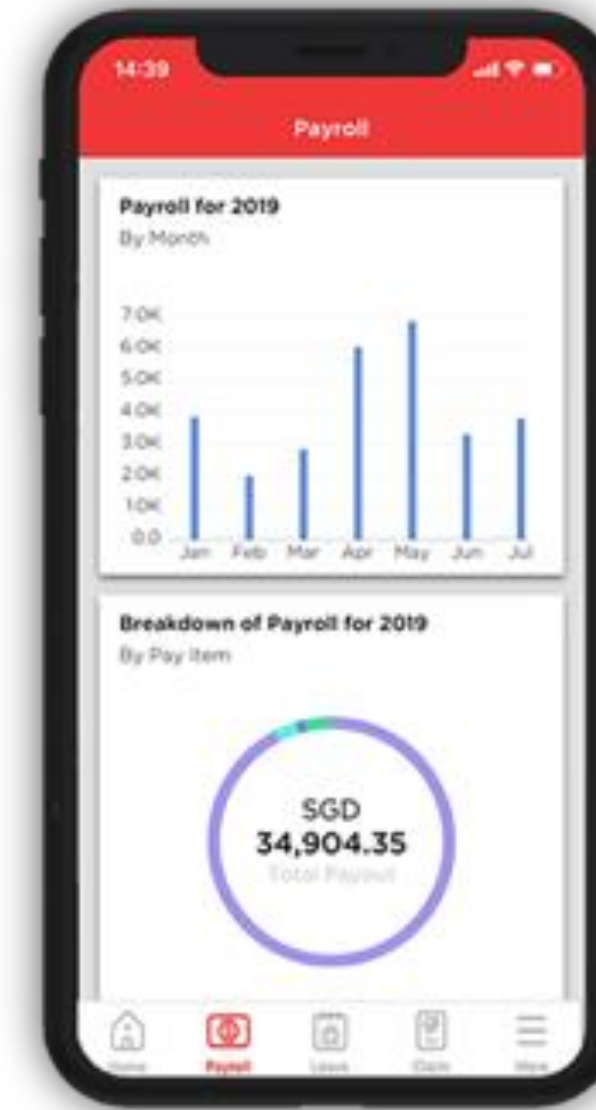 14:39
Payroll
Payroll for 2019
By Month
7.0K
6.0K
5.0K
4.0K
3.0K
2.0K
1.0K
0.0
Jan Feb Mar Apr May Jun Jul
Breakdown of Payroll for 2019
By Pay Item
SGD
34,904.35
Total Payout
Home Payroll Leave Claim More